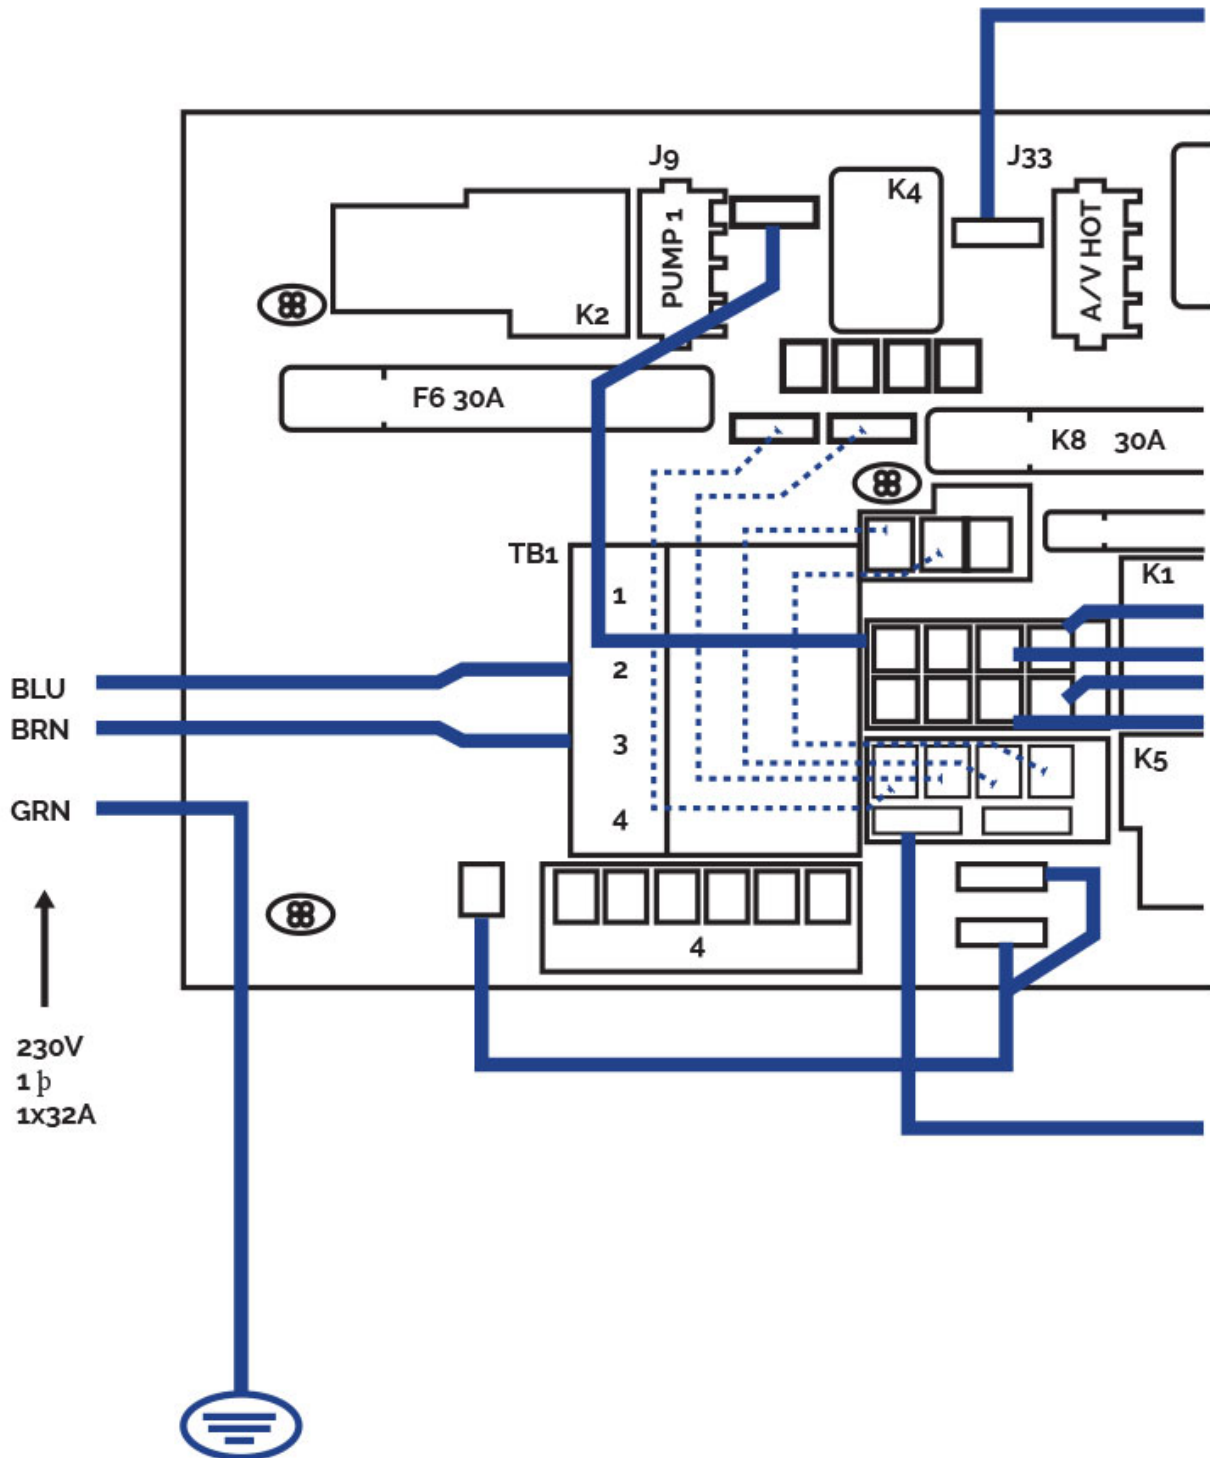 J9
J33
K4
PUMP 1
A/V HOT
K2
F6 30A
K8 30A
TB1
K1
1
2
BLU
BRN
3
K5
GRN
4
4
230V
1 þ
1x32A